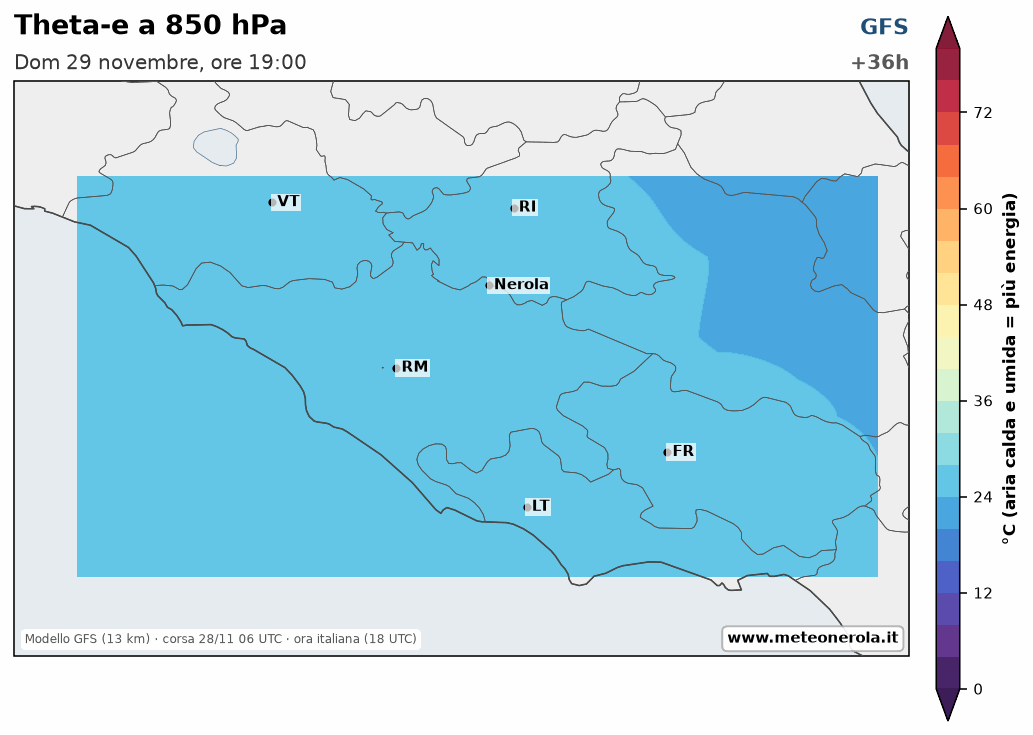 Theta-e a 850 hPa
GFS
Dom 29 novembre, ore 19:00
+36h
72
60
48
36
24
12
0
°C (aria calda e umida = più energia)
VT
RI
Nerola
RM
FR
LT
Modello GFS (13 km) · corsa 28/11 06 UTC · ora italiana (18 UTC)
www.meteonerola.it